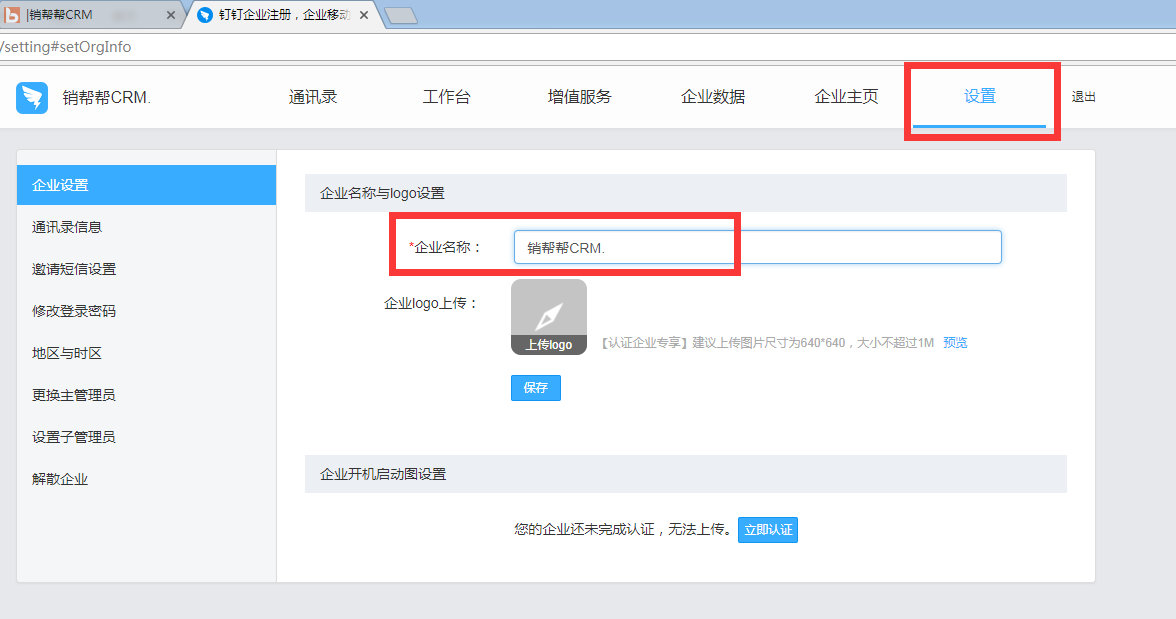 |销帮帮CRM
钉钉企业注册，企业移动
/setting#setOrgInfo
销帮帮CRM.
通讯录
工作台
增值服务
企业数据
企业主页
设置
退出
企业设置
通讯录信息
邀请短信设置
修改登录密码
地区与时区
更换主管理员
设置子管理员
解散企业
企业名称与logo设置
*企业名称：
销帮帮CRM.
企业logo上传：
上传logo
【认证企业专享】建议上传图片尺寸为640*640，大小不超过1M 预览
保存
企业开机启动图设置
您的企业还未完成认证，无法上传。 立即认证